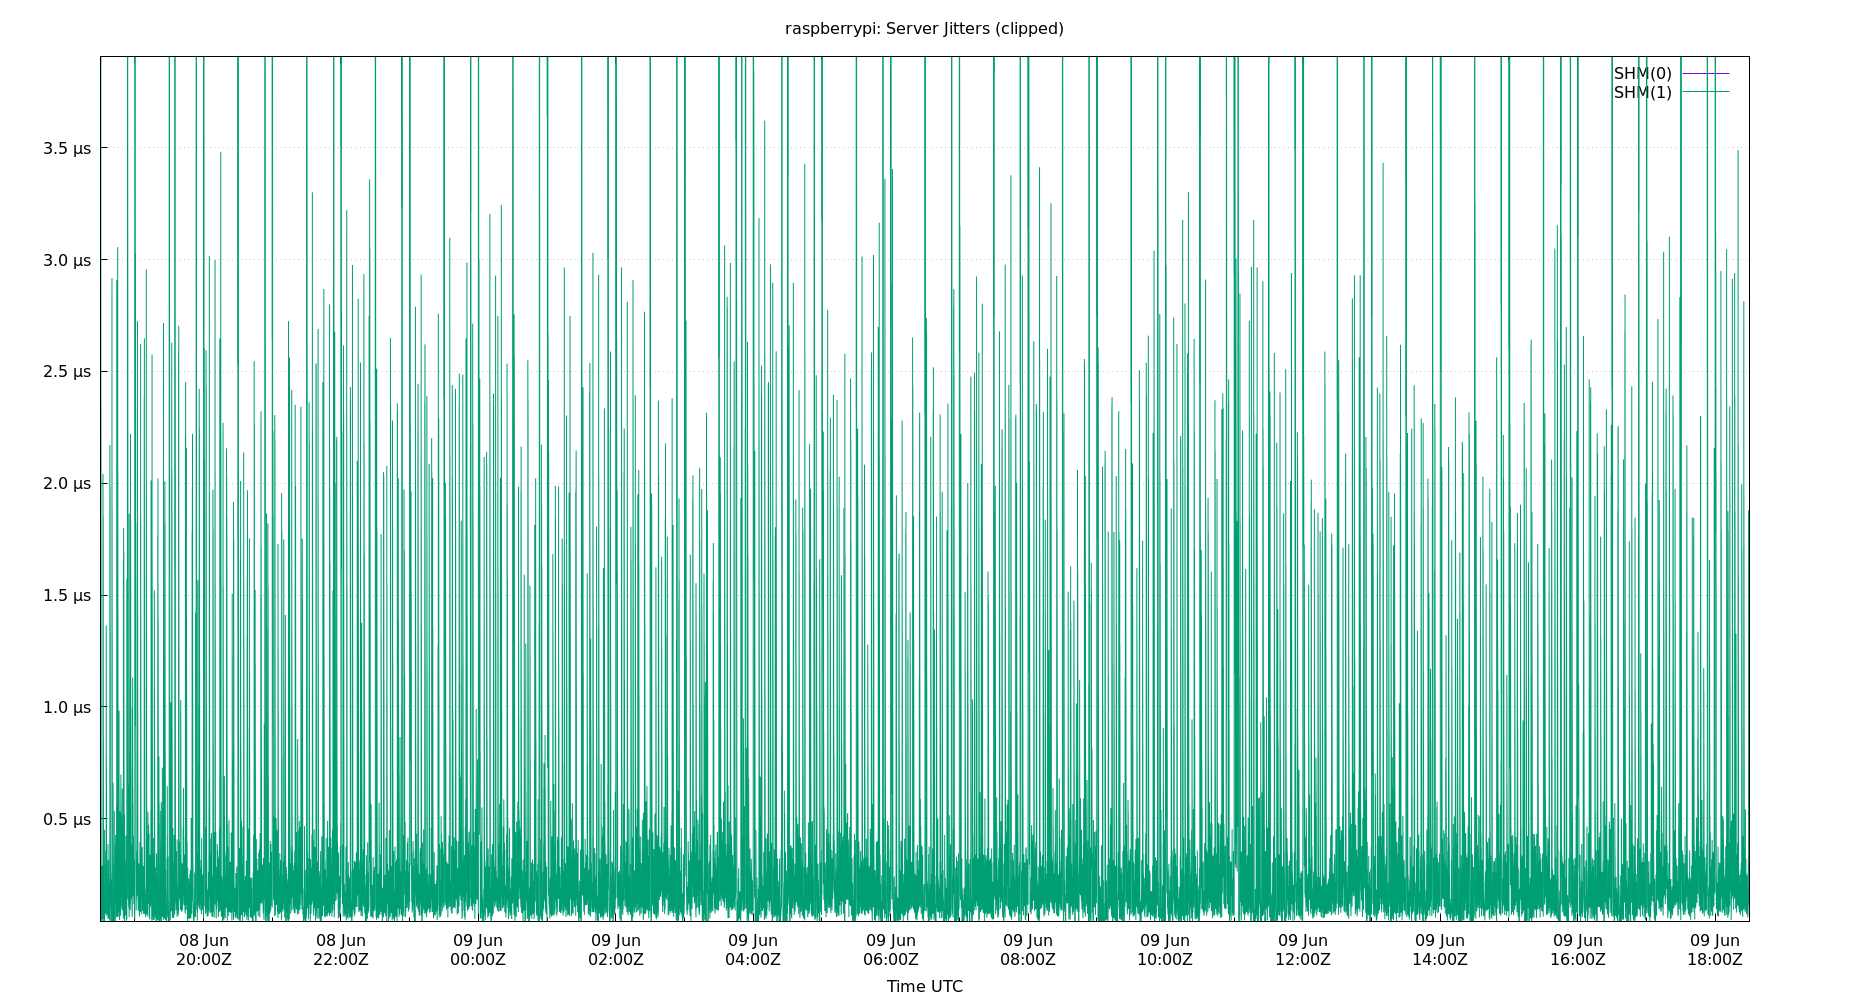 raspberrypi: Server Jitters (clipped)
SHM(0)
SHM(1)
3.5 μs
3.0 μs
2.5 μs
2.0 μs
1.5 μs
1.0 μs
0.5 μs
08 Jun 08 Jun 09 Jun 09 Jun 09 Jun 09 Jun 09 Jun 09 Jun 09 Jun 09 Jun 09 Jun 09 Jun
20:00Z 22:00Z 00:00Z 02:00Z 04:00Z 06:00Z 08:00Z 10:00Z 12:00Z 14:00Z 16:00Z 18:00Z
Time UTC